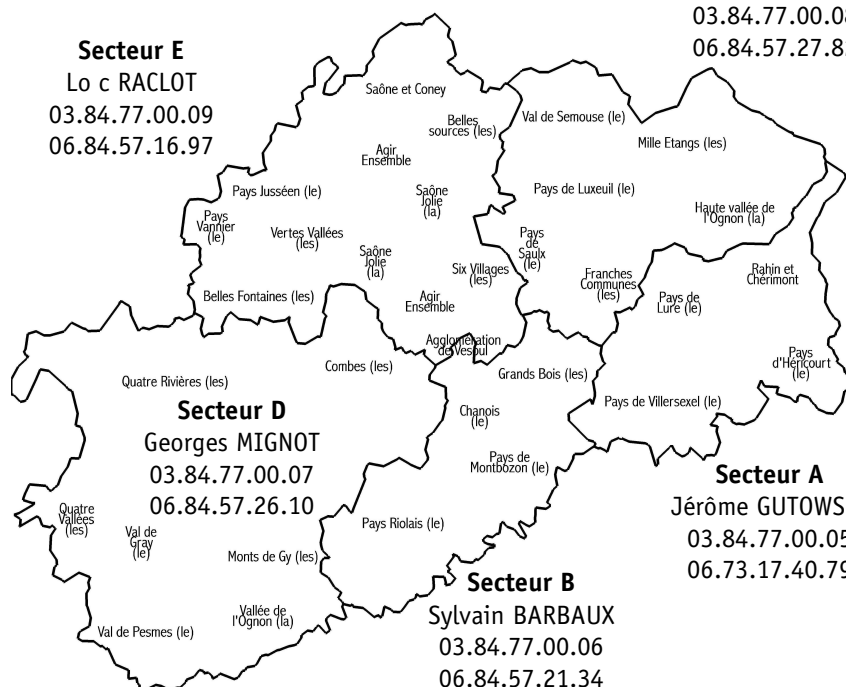 03.84.77.00.08
06.84.57.27.8
Secteur E
Lo c RACLOT
03.84.77.00.09
06.84.57.16.97
Saône et Coney
Belles
sources (les)
Val de Semouse (le)
Mille Etangs (les)
Agir
Ensemble
Pays Jusséen (le)
Saône
Jolie
(la)
Pays de Luxeuil (le)
Haute vallée de
l'Ognon (la)
Pays
Vannier
(le)
Vertes Vallées
(les)
Saône
Jolie
(la)
Pays
de
Saulx
(le)
Six Villages
(les)
Franches
Communes
(les)
Rahin et
Chérimont
Belles Fontaines (les)
Agir
Ensemble
Pays de
Lure (le)
Agglomération
de Vesoul
Combes (les)
Grands Bois (les)
Pays
d'Héricourt
(le)
Quatre Rivières (les)
Secteur D
Georges MIGNOT
03.84.77.00.07
06.84.57.26.10
Chanois
(le)
Pays de Villersexel (le)
Pays de
Montbozon (le)
Secteur A
Jérôme GUTOWS
03.84.77.00.05
06.73.17.40.79
Quatre
Vallées
(les)
Val de
Gray
(le)
Pays Riolais (le)
Monts de Gy (les)
Secteur B
Sylvain BARBAUX
03.84.77.00.06
06.84.57.21.34
Vallée de
l'Ognon (la)
Val de Pesmes (le)